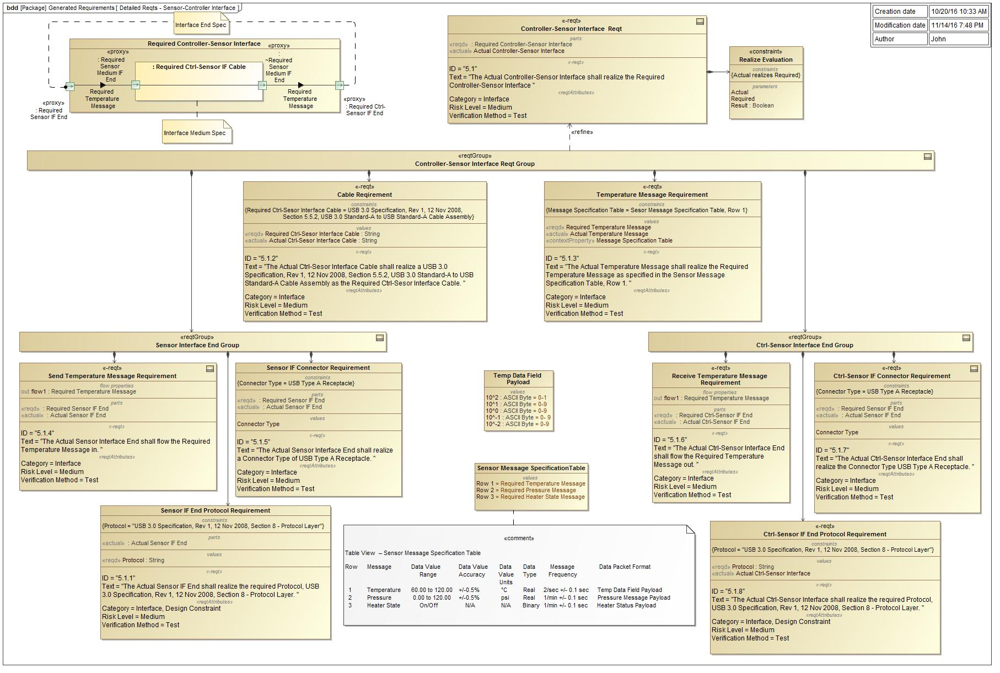 bdd [Package] Generated Requirements [ Detailed Reqts - Sensor-Controller Interface ]
Creation date 10/20/16 10:33 AM
Modification date 11/14/16 7:48 PM
Author John
Interface End Spec
Required Controller-Sensor Interface
«proxy»
: Required
Sensor
Medium IF
End
«proxy»
:
~Required
Sensor
Medium IF
End
: Required Ctrl-Sensor IF Cable
Required
Temperature
Message
Required
Temperature
Message
«proxy»
: Required
Sensor IF End
«proxy»
: Required Ctrl-
Sensor IF End
IInterface Medium Spec
«-reqt»
Controller-Sensor Interface  Reqt
parts
«reqd»  : Required Controller-Sensor Interface
«actual» Actual Controller-Sensor Interface
«-reqt»
ID = "5.1"
Text = "The Actual Controller-Sensor Interface shall realize the Required
Controller-Sensor Interface "
«reqtAttributes»
Category = Interface
Risk Level = Medium
Verification Method = Test
«constraint»
Realize Evaluation
constraints
{Actual realizes Required}
parameters
Actual
Required
Result : Boolean
«refine»
«reqtGroup»
Controller-Sensor Interface Reqt Group
«-reqt»
Cable Reqirement
constraints
{Required Ctrl-Sesor Interface Cable = USB 3.0 Specification, Rev 1, 12 Nov 2008,
Section 5.5.2, USB 3.0 Standard-A to USB Standard-A Cable Assembly}
values
«reqd» Required Ctrl-Sesor Interface Cable : String
«actual» Actual Ctrl-Sesor Interface Cable : String
«-reqt»
ID = "5.1.2"
Text = "The Actual Ctrl-Sesor Interface Cable shall realize a USB 3.0
Specification, Rev 1, 12 Nov 2008, Section 5.5.2, USB 3.0 Standard-A to USB
Standard-A Cable Assembly as the Required Ctrl-Sesor Interface Cable. "
«reqtAttributes»
Category = Interface
Risk Level = Medium
Verification Method = Test
«-reqt»
Temperature Message Requirement
constraints
{Message Specification Table = Sesor Message Specification Table, Row 1}
values
«reqd» Required Temperature Message
«actual» Actual Temperature Message
«contextProperty» Message Specification Table
«-reqt»
ID = "5.1.3"
Text = "The Actual Temperature Message shall realize the Required
Temperature Message as specified in the Sensor Message
Specification Table, Row 1. "
«reqtAttributes»
Category = Interface
Risk Level = Medium
Verification Method = Test
«reqtGroup»
Sensor Interface End Group
«reqtGroup»
Ctrl-Sensor Interface End Group
«-reqt»
Send Temperature Message Requirement
flow properties
out flow1 : Required Temperature Message
parts
«reqd»  : Required Sensor IF End
«actual»  : Actual Sensor IF End
«-reqt»
ID = "5.1.4"
Text = "The Actual Sensor Interface End shall flow the Required
Temperature Message in. "
«reqtAttributes»
Category = Interface
Risk Level = Medium
Verification Method = Test
Sensor IF Connector Requirement
constraints
{Connector Type = USB Type A Receptacle}
parts
«reqd»  : Required Sensor IF End
«actual»  : Actual Sensor IF End
values
Connector Type
«-reqt»
ID = "5.1.5"
Text = "The Actual Sensor Interface End shall realize
a Connector Type of USB Type A Receptacle. "
«reqtAttributes»
Category = Interface
Risk Level = Medium
Verification Method = Test
Temp Data Field
Payload
values
10^2 : ASCII Byte = 0-1
10^1 : ASCII Byte = 0-9
10^0 : ASCII Byte = 0-9
10^-1 : ASCII Byte = 0- 9
10^-2 : ASCII Byte = 0-9
«-reqt»
Receive Temperature Message
Requirement
flow properties
out flow1 : Required Temperature Message
parts
«reqd»  : Required Ctrl-Sensor IF End
«actual»  : Actual Ctrl-Sensor IF End
«-reqt»
ID = "5.1.6"
Text = "The Actual Ctrl-Sensor Interface End
shall flow the Required Temperature
Message out. "
«reqtAttributes»
Category = Interface
Risk Level = Medium
Verification Method = Test
«-reqt»
Ctrl-Sensor IF Connector Requirement
constraints
{Connector Type = USB Type A Receptacle}
parts
«reqd»  : Required Sensor IF End
«actual»  : Actual Sensor IF End
values
Connector Type
«-reqt»
ID = "5.1.7"
Text = "The Actual Ctrl-Sensor Interface End shall
realize the Connector Type USB Type A Receptacle. "
«reqtAttributes»
Category = Interface
Risk Level = Medium
Verification Method = Test
Sensor Message SpecificationTable
values
Row 1 = Required Temperature Message
Row 2 = Required Pressure Message
Row 3 = Required Heater State Message
Sensor IF End Protocol Requirement
constraints
{Protocol = "USB 3.0 Specification, Rev 1, 12 Nov 2008, Section 8 - Protocol Layer"}
parts
«actual»  : Actual Sensor IF End
values
«reqd» Protocol : String
«-reqt»
ID = "5.1.1"
Text = "The Actual Sensor IF End shall realize the required Protocol, USB
3.0 Specification, Rev 1, 12 Nov 2008, Section 8 - Protocol Layer. "
«reqtAttributes»
Category = Interface, Design Constraint
Risk Level = Medium
Verification Method = Test
«comment»
Table View  – Sensor Message Specification Table
Row Message Data Value Data Value Data Data Message Data Packet Format
Range Accuracy Value Type Frequency
Units
1 Temperature 60.00 to 120.00 +/-0.5% °C Real 2/sec +/- 0.1 sec Temp Data Field Payload
2 Pressure 0.00 to 120.00 +/-0.5% psi Real 1/min +/- 0.1 sec Pressure Message Payload
3 Heater State On/Off N/A N/A Binary 1/min +/- 0.1 sec Heater Status Payload
«-reqt»
Ctrl-Sensor IF End Protocol Requirement
constraints
{Protocol = "USB 3.0 Specification, Rev 1, 12 Nov 2008, Section 8 - Protocol Layer"}
values
«reqd» Protocol : String
«actual» Actual Ctrl-Sensor Interface
«-reqt»
ID = "5.1.8"
Text = "The Actual Ctrl-Sensor Interface shall realize the required Protocol,
USB 3.0 Specification, Rev 1, 12 Nov 2008, Section 8 - Protocol Layer. "
«reqtAttributes»
Category = Interface, Design Constraint
Risk Level = Medium
Verification Method = Test